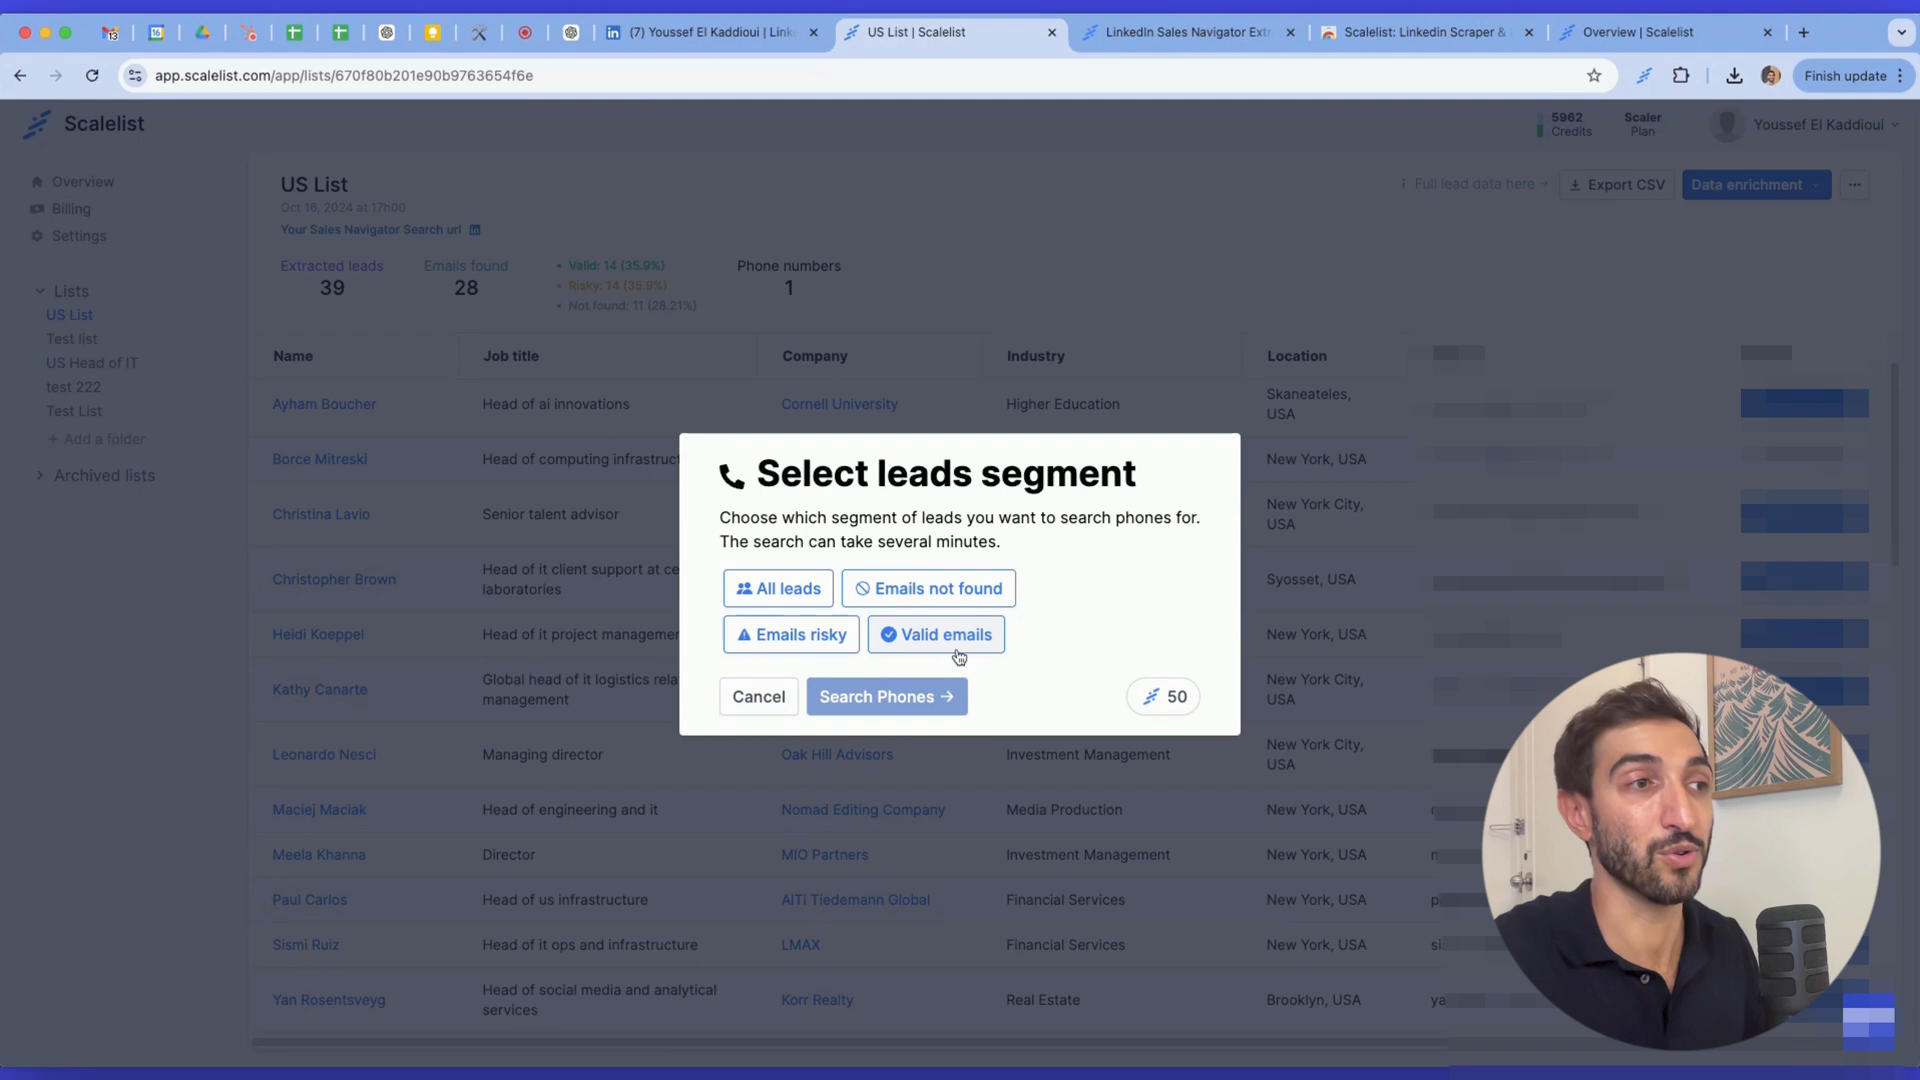 (7) Youssef El Kaddioui | Link
US List | Scalelist
LinkedIn Sales Navigator Extr
Scalelist: Linkedin Scraper &
Overview | Scalelist
app.scalelist.com/app/lists/670f80b201e90b9763654f6e
Finish update
Scalelist
5962
Credits
Scaler
Plan
Youssef El Kaddioui
Overview
Billing
Settings
Lists
US List
Test list
US Head of IT
test 222
Test List
+ Add a folder
Archived lists
US List
Oct 16, 2024 at 17h00
Your Sales Navigator Search url
Full lead data here →
Export CSV
Data enrichment
Extracted leads
39
Emails found
28
• Valid: 14 (35.9%)
• Risky: 14 (35.9%)
• Not found: 11 (28.21%)
Phone numbers
1
Name Job title Company Industry Location
Ayham Boucher Head of ai innovations Cornell University Higher Education Skaneateles,
USA
Borce Mitreski Head of computing infrastruct New York, USA
Christina Lavio Senior talent advisor New York City,
USA
Christopher Brown Head of it client support at ce
laboratories Syosset, USA
Heidi Koeppel Head of it project managemer New York, USA
Kathy Canarte Global head of it logistics rela
management New York City,
USA
Leonardo Nesci Managing director Oak Hill Advisors Investment Management New York City,
USA
Maciej Maciak Head of engineering and it Nomad Editing Company Media Production New York, USA
Meela Khanna Director MIO Partners Investment Management New York, USA
Paul Carlos Head of us infrastructure AlTi Tiedemann Global Financial Services New York, USA
Sismi Ruiz Head of it ops and infrastructure LMAX Financial Services New York, USA
Yan Rosentsveyg Head of social media and analytical
services Korr Realty Real Estate Brooklyn, USA
Select leads segment
Choose which segment of leads you want to search phones for.
The search can take several minutes.
All leads
Emails not found
Emails risky
Valid emails
Cancel
Search Phones →
50